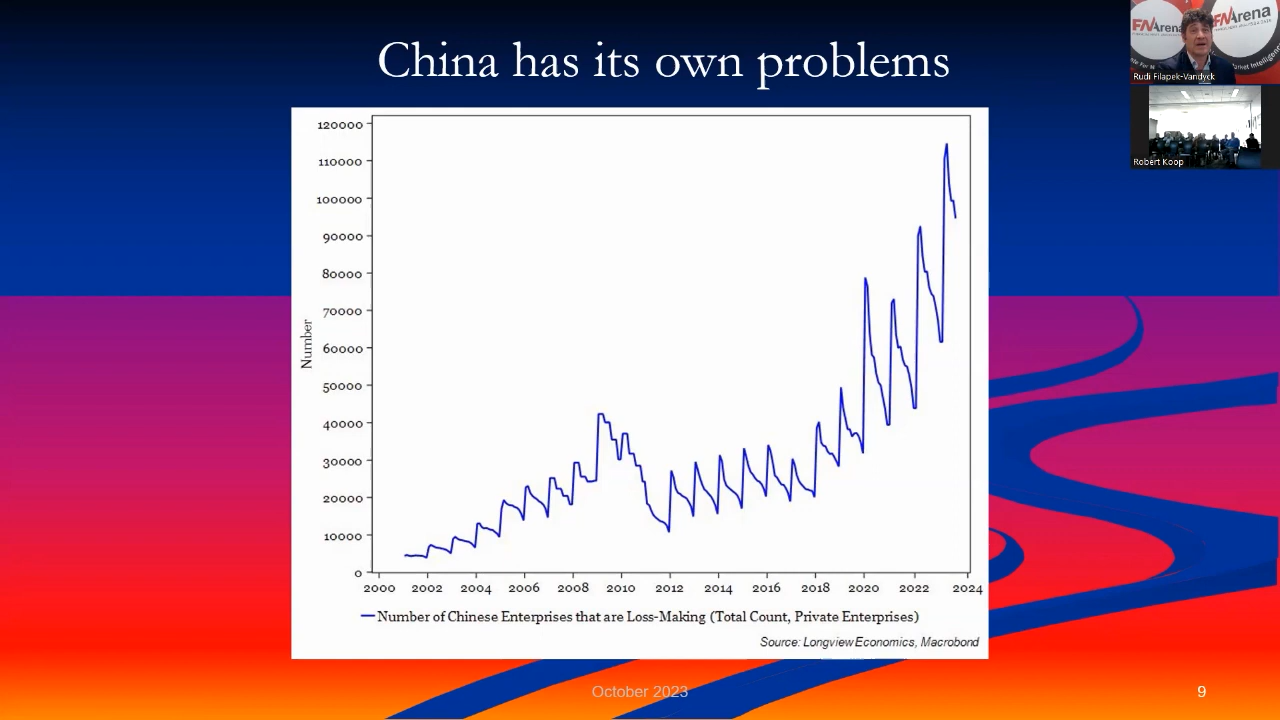 China has its own problems
FNArena
FNArena
Market Intelligence
Rudi Filapek-Vandyck
Robert Koop
120000
110000
100000
90000
80000
70000
60000
50000
40000
30000
20000
10000
0
Number
2000 2002 2004 2006 2008 2010 2012 2014 2016 2018 2020 2022 2024
Number of Chinese Enterprises that are Loss-Making (Total Count, Private Enterprises)
Source: Longview Economics, Macrobond
October 2023
9